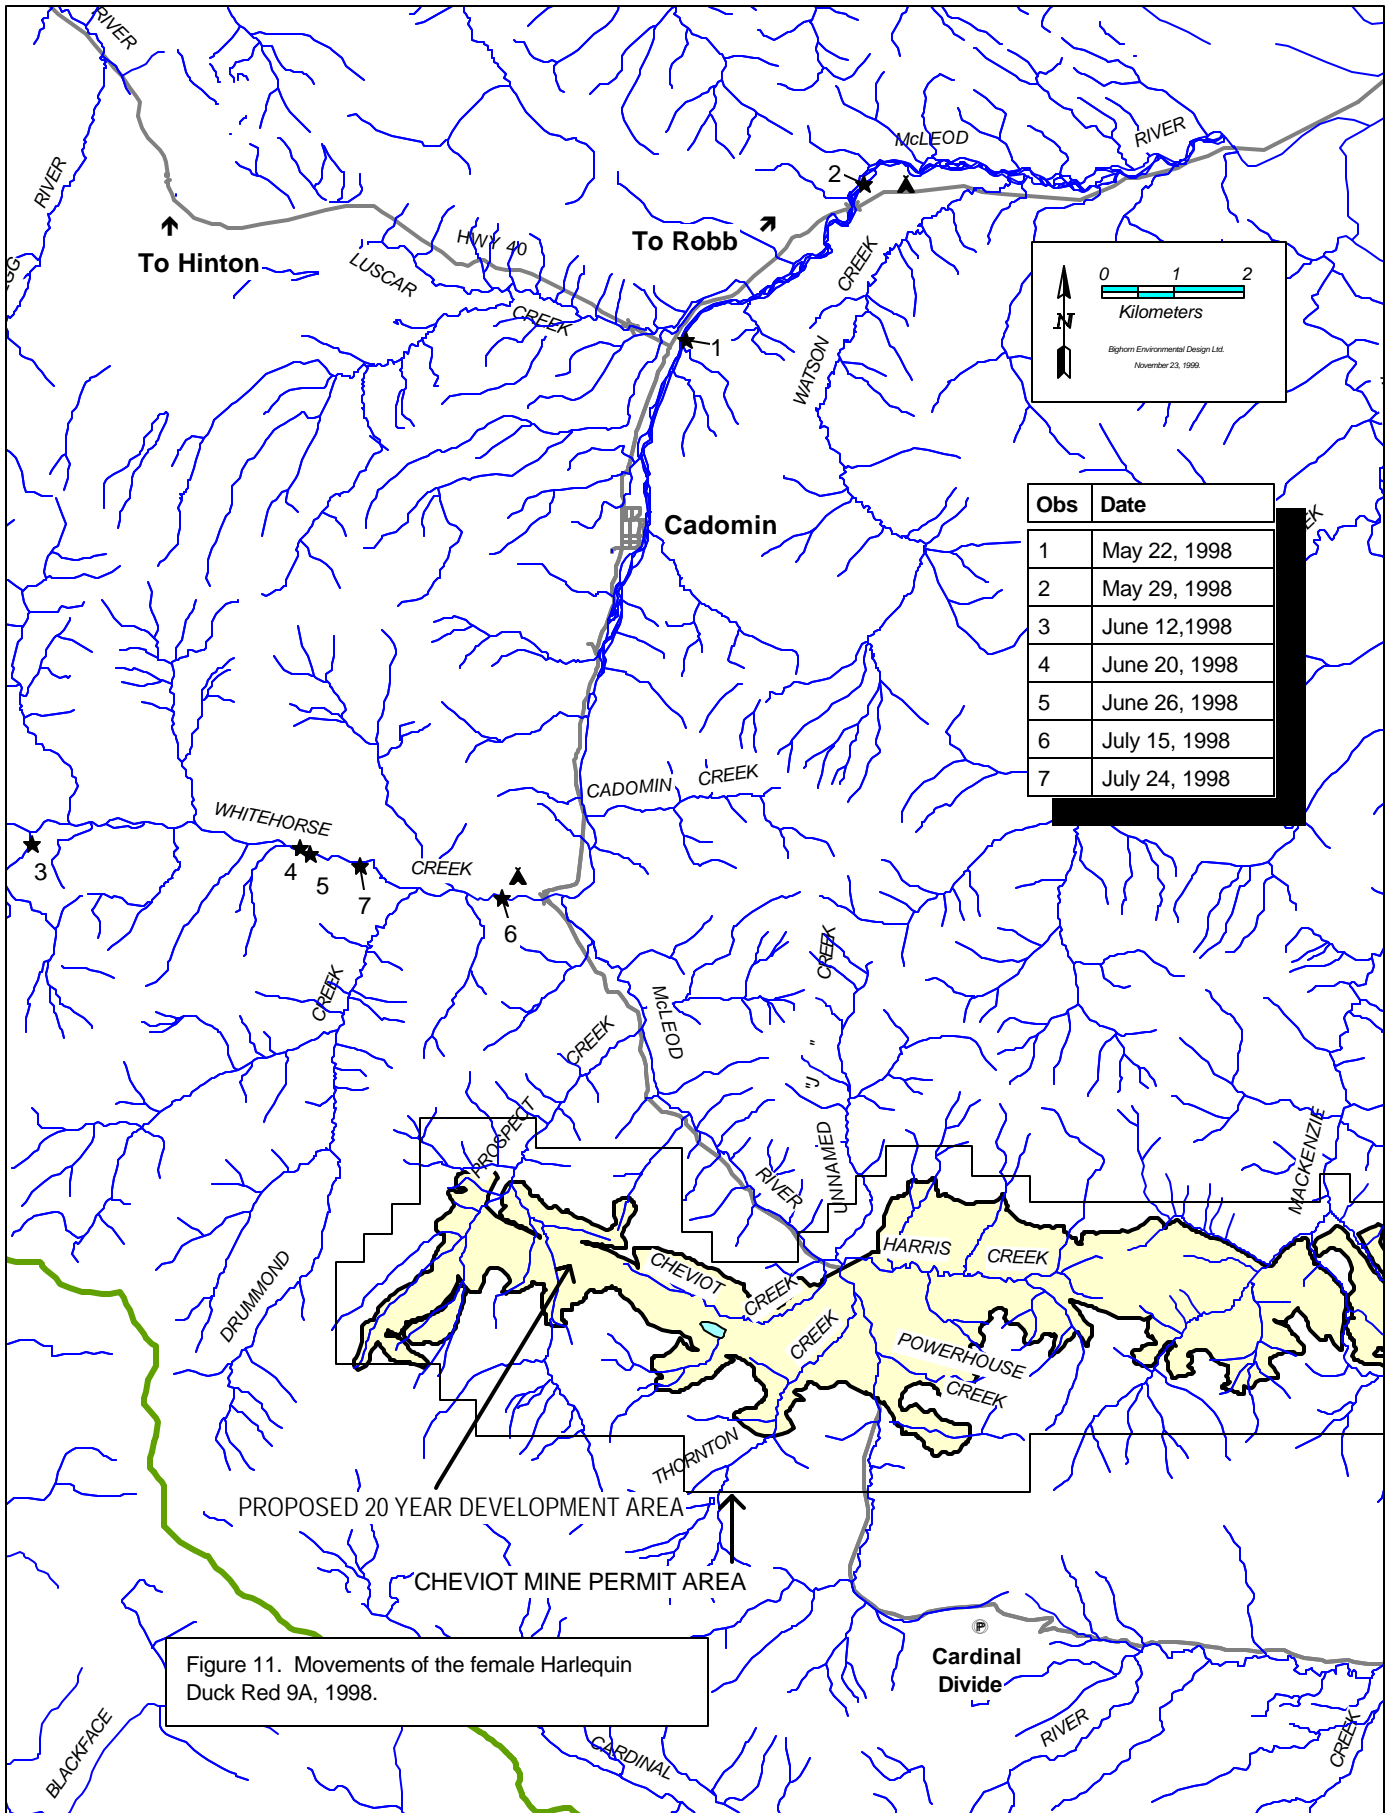 RIVER
RIVER
GG
To Hinton
HWY 40
LUSCAR
CREEK
To Robb
2
McLEOD
RIVER
1
WATSON
CREEK
0 1 2
Kilometers
N
Bighorn Environmental Design Ltd.
November 23, 1999.
Cadomin
EK
Obs Date
1 May 22, 1998
2 May 29, 1998
3 June 12,1998
4 June 20, 1998
5 June 26, 1998
6 July 15, 1998
7 July 24, 1998
CADOMIN CREEK
WHITEHORSE
CREEK
3
4
5
7
6
CREEK
DRUMMOND
McLEOD
RIVER
CREEK
PROSPECT
UNNAMED "J" CREEK
MACKENZIE
CHEVIOT
CREEK
HARRIS
CREEK
CREEK
THORNTON
POWERHOUSE
CREEK
PROPOSED 20 YEAR DEVELOPMENT AREA
CHEVIOT MINE PERMIT AREA
P
Cardinal
Divide
Figure 11. Movements of the female Harlequin
Duck Red 9A, 1998.
BLACKFACE
CARDINAL
RIVER
CREEK